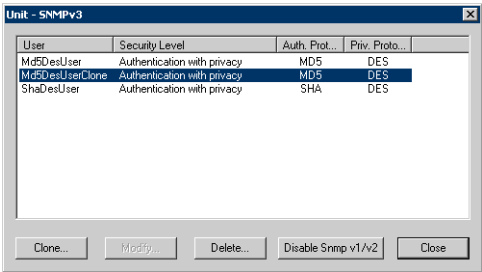 Unit - SNMPv3
User Security Level Auth. Prot... Priv. Proto...
Md5DesUser Authentication with privacy MD5 DES
Md5DesUserClone Authentication with privacy MD5 DES
ShaDesUser Authentication with privacy SHA DES
Clone... Modify... Delete... Disable Snmp v1/v2 Close